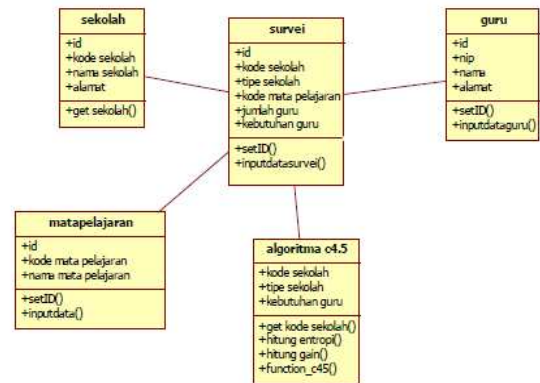 sekolah
+id
+kode sekolah
+nama sekolah
+alamat
+get sekolah()
survei
+id
+kode sekolah
+tipe sekolah
+kode mata pelajaran
+jumlah guru
+kebutuhan guru
+setID()
+inputdatasurvei()
guru
+id
+nip
+nama
+alamat
+setID()
+inputdataguru()
matapelajaran
+id
+kode mata pelajaran
+nama mata pelajaran
+setID()
+inputdata()
algoritma c4.5
+kode sekolah
+tipe sekolah
+kebutuhan guru
+get kode sekolah()
+hitung entropi()
+hitung gain()
+function_c45()